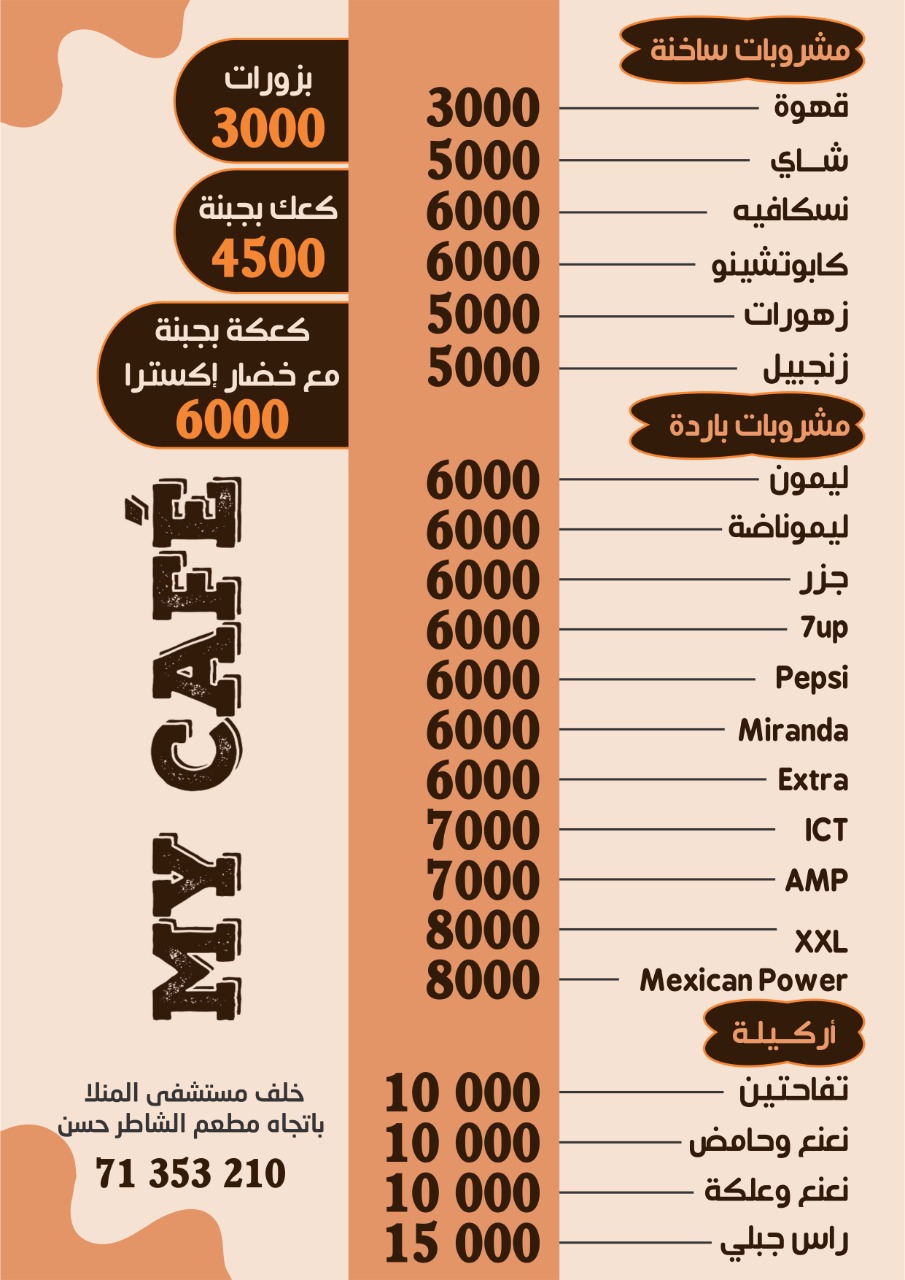 مشروبات ساخنة
قهوة 3000
شـاي 5000
نسكافيه 6000
كابوتشينو 6000
زهورات 5000
زنجبيل 5000
مشروبات باردة
ليمون 6000
ليموناضة 6000
جزر 6000
7up 6000
Pepsi 6000
Miranda 6000
Extra 6000
ICT 7000
AMP 7000
XXL 8000
Mexican Power 8000
أركـيلة
تفاحتين 10 000
نعنع وحامض 10 000
نعنع وعلكة 10 000
راس جبلي 15 000
بزورات
3000
كعك بجبنة
4500
كعكة بجبنة
مع خضار إكسترا
6000
MY CAFÉ
خلف مستشفى المنلا
باتجاه مطعم الشاطر حسن
71 353 210